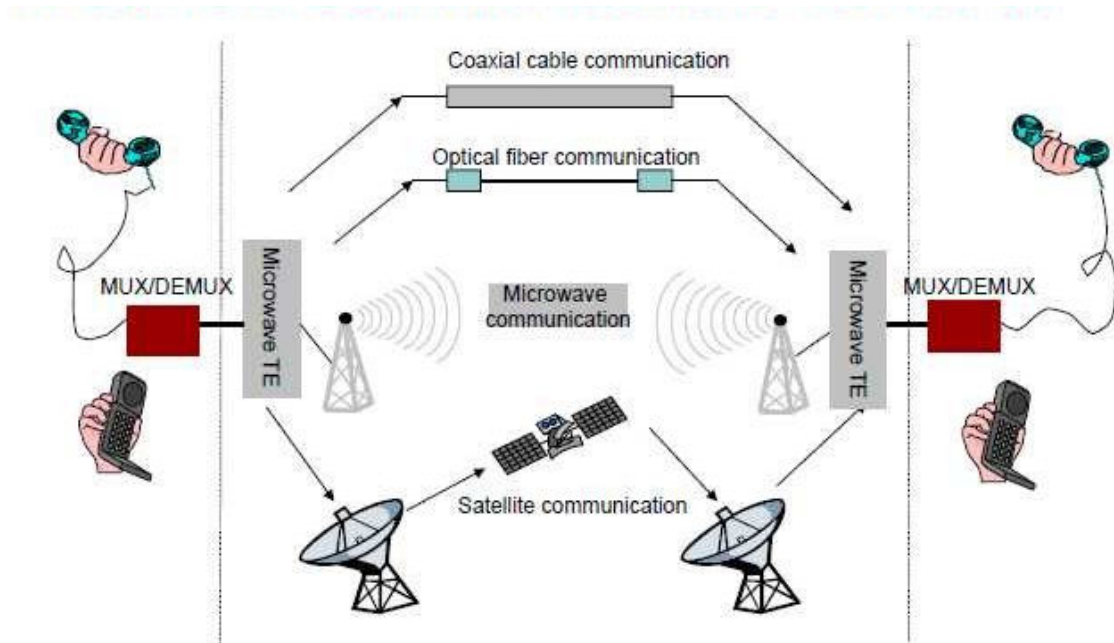 Coaxial cable communication
Optical fiber communication
MUX/DEMUX
Microwave TE
Microwave
communication
Microwave TE
MUX/DEMUX
Satellite communication